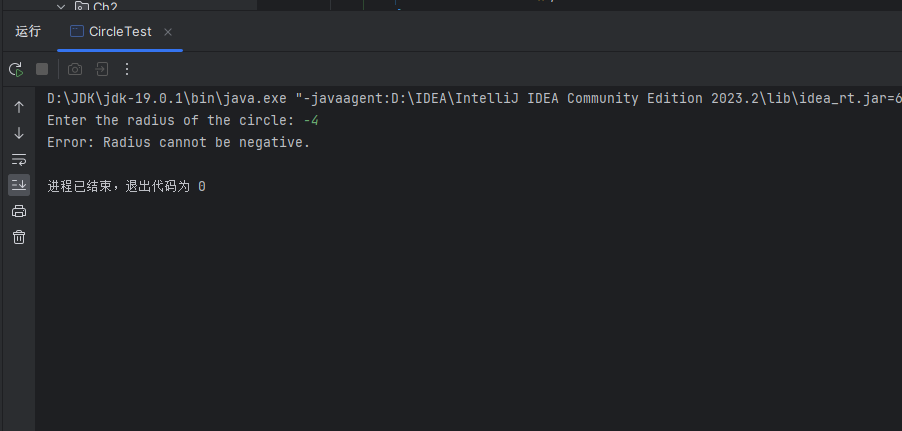 Ch2
运行
CircleTest
D:\JDK\jdk-19.0.1\bin\java.exe "-javaagent:D:\IDEA\IntelliJ IDEA Community Edition 2023.2\lib\idea_rt.jar=6
Enter the radius of the circle: -4
Error: Radius cannot be negative.
进程已结束，退出代码为 0